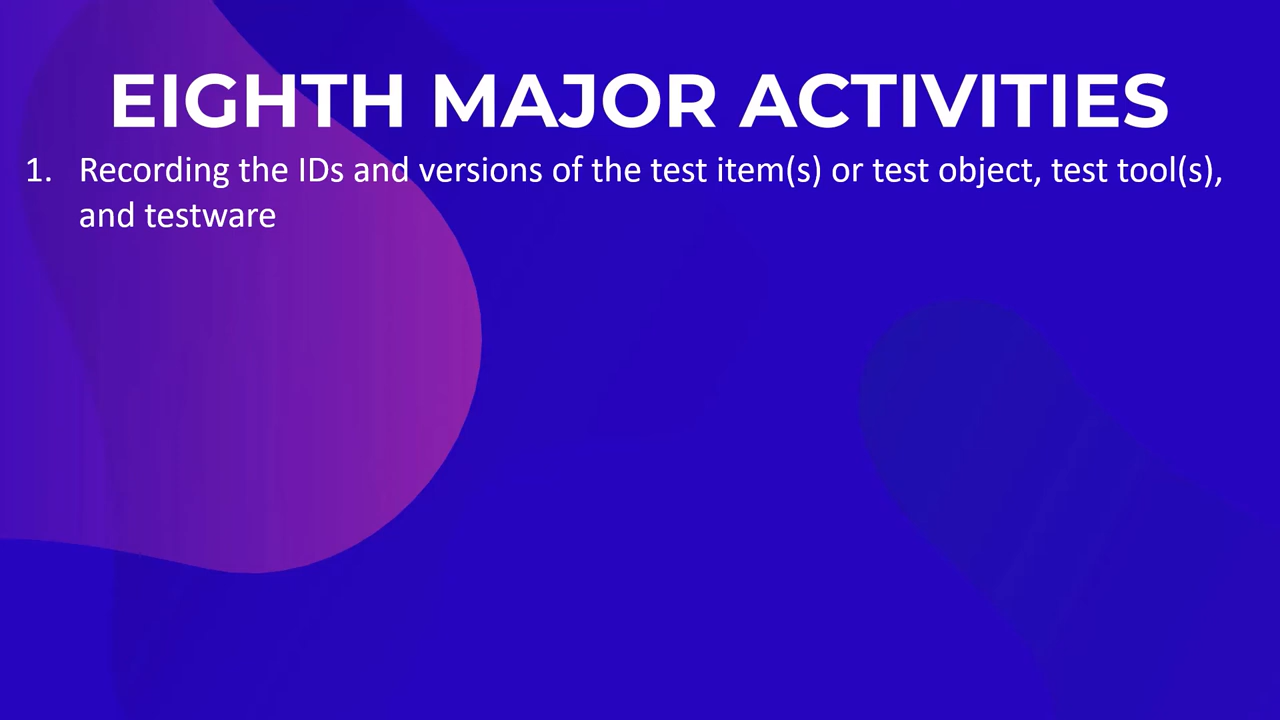 EIGHTH MAJOR ACTIVITIES
1. Recording the IDs and versions of the test item(s) or test object, test tool(s),
and testware